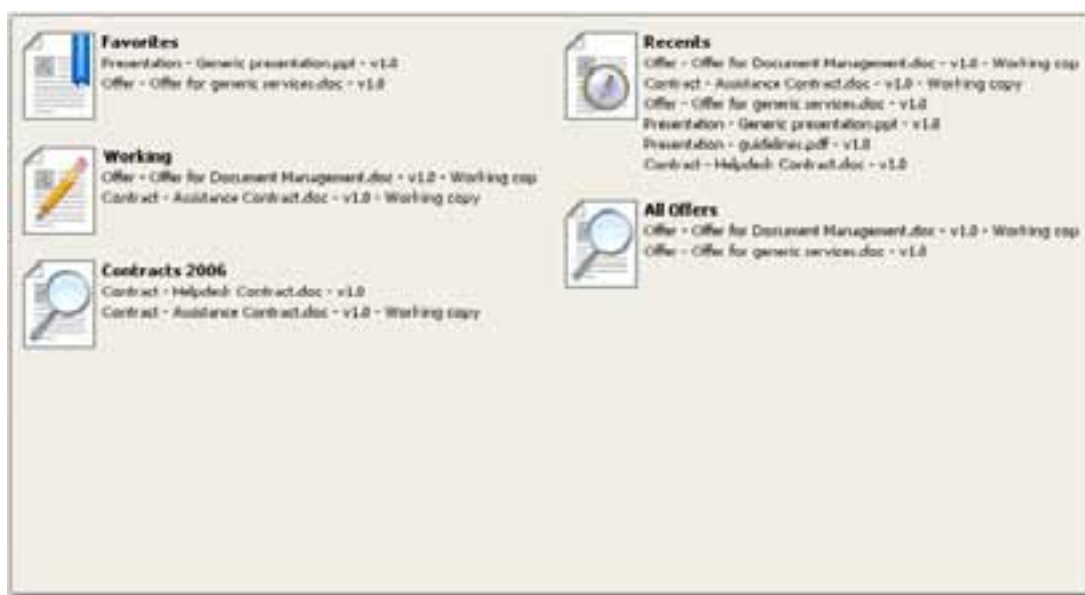 Favorites
Presentation - Generic presentation.ppt - v1.0
Offer - Offer for generic services.doc - v1.0
Working
Offer - Offer for Document Management.doc - v1.0 - Working cop
Contract - Assistance Contract.doc - v1.0 - Working copy
Contracts 2006
Contract - Helpdesk Contract.doc - v1.0
Contract - Assistance Contract.doc - v1.0 - Working copy
Recents
Offer - Offer for Document Management.doc - v1.0 - Working cop
Contract - Assistance Contract.doc - v1.0 - Working copy
Offer - Offer for generic services.doc - v1.0
Presentation - Generic presentation.ppt - v1.0
Presentation - guidelines.pdf - v1.0
Contract - Helpdesk Contract.doc - v1.0
All Offers
Offer - Offer for Document Management.doc - v1.0 - Working cop
Offer - Offer for generic services.doc - v1.0